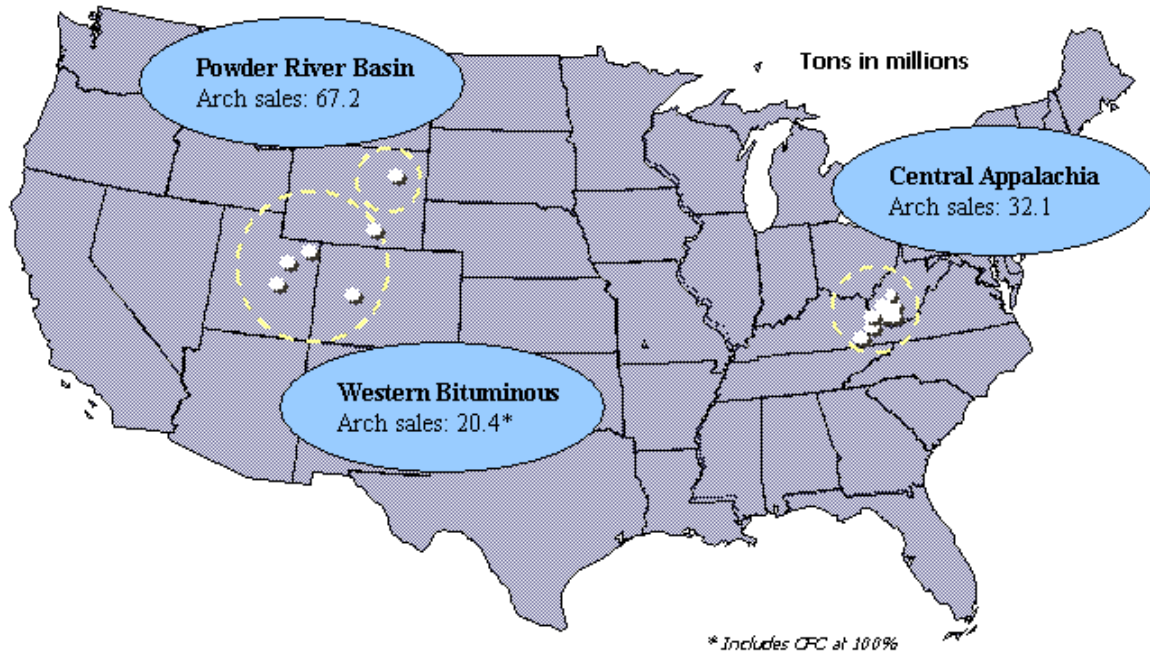 Powder River Basin
Arch sales: 67.2
Tons in millions
Central Appalachia
Arch sales: 32.1
Western Bituminous
Arch sales: 20.4*
* Includes CFC at 100%